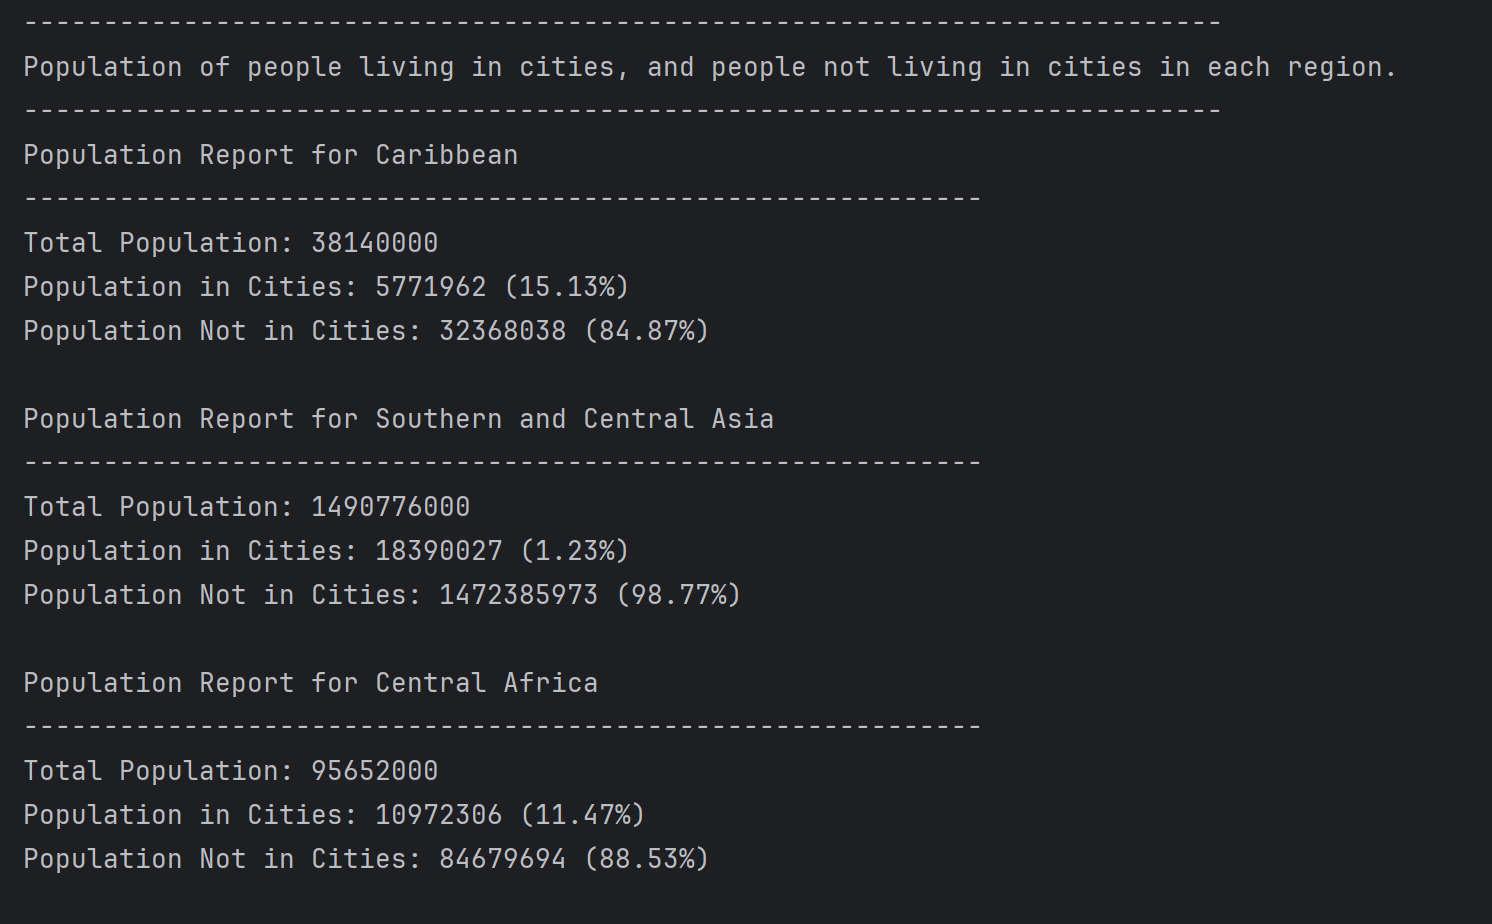 ---------------------------------------------------------------------------
Population of people living in cities, and people not living in cities in each region.
---------------------------------------------------------------------------
Population Report for Caribbean
------------------------------------------------------------
Total Population: 38140000
Population in Cities: 5771962 (15.13%)
Population Not in Cities: 32368038 (84.87%)

Population Report for Southern and Central Asia
------------------------------------------------------------
Total Population: 1490776000
Population in Cities: 18390027 (1.23%)
Population Not in Cities: 1472385973 (98.77%)

Population Report for Central Africa
------------------------------------------------------------
Total Population: 95652000
Population in Cities: 10972306 (11.47%)
Population Not in Cities: 84679694 (88.53%)